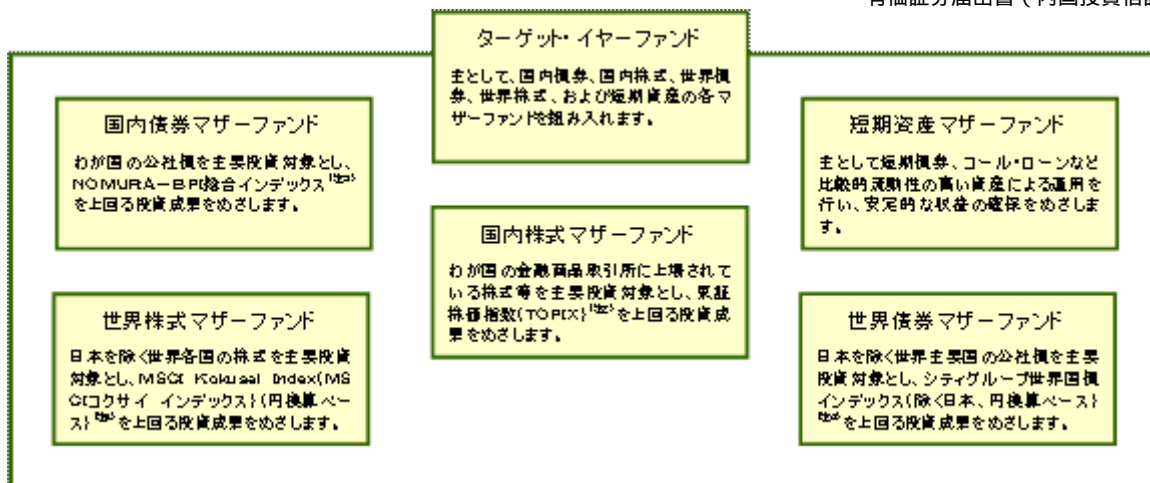 有価証券届出書(内国投資信託
ターゲット・イヤーファンド
主として、国内債券、国内株式、世界債
券、世界株式、および短期資産の各マ
ザーファンドを組み入れます。
国内債券マザーファンド
わが国の公社債を主要投資対象とし、
NOMURA-BPI総合インデックス
を上回る投資成果をめざします。
短期資産マザーファンド
主として短期債券、コール・ローンなど
比較的流動性の高い資産による運用を
行い、安定的な収益の確保をめざしま
す。
国内株式マザーファンド
わが国の金融商品取引所に上場されて
いる株式等を主要投資対象とし、東証
株価指数(TOPIX)を上回る投資成
果をめざします。
世界株式マザーファンド
日本を除く世界各国の株式を主要投資
対象とし、MSCI Kokusai Index(MS
CIコクサイ インデックス)(円換算ベー
ス)を上回る投資成果をめざします。
世界債券マザーファンド
日本を除く世界主要国の公社債を主要
投資対象とし、シティグループ世界国債
インデックス(除く日本、円換算ベース)
を上回る投資成果をめざします。